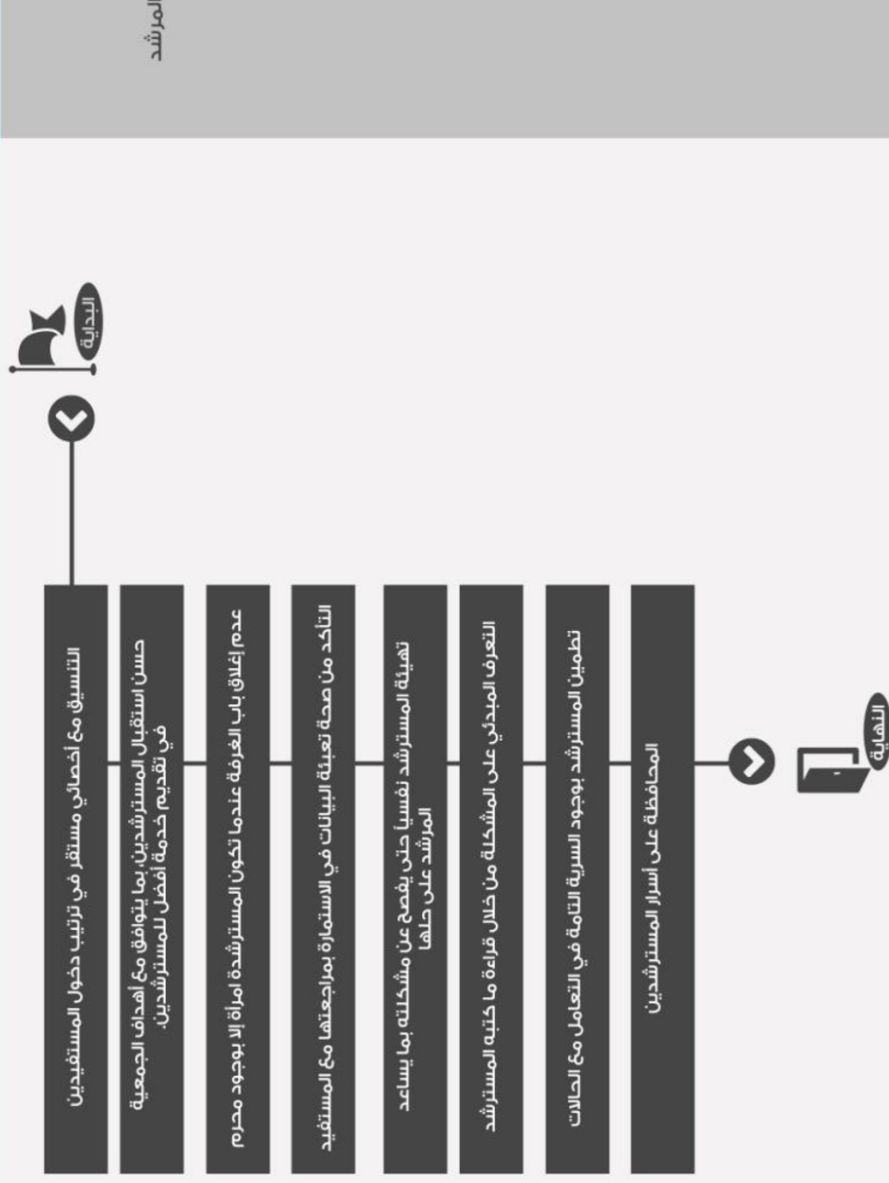 المرشد
البداية
التنسيق مع أخصائي مستقر في ترتيب دخول المستفيدين
حسن استقبال المسترشدين، بما يتوافق مع أهداف الجمعية
في تقديم خدمة أفضل للمسترشدين.
عدم إغلاق باب الغرفة عندما تكون المسترشدة امرأة إلا بوجود محرم
التأكد من صحة تعبئة البيانات في الاستمارة بمراجعتها مع المستفيد
تهيئة المسترشد نفسياً حتى يفصح عن مشكلته بما يساعد
المرشد على حلها
التعرف المبدئي على المشكلة من خلال قراءة ما كتبه المسترشد
تطمين المسترشد بوجود السرية التامة في التعامل مع الحالات
المحافظة على أسرار المسترشدين
النهاية